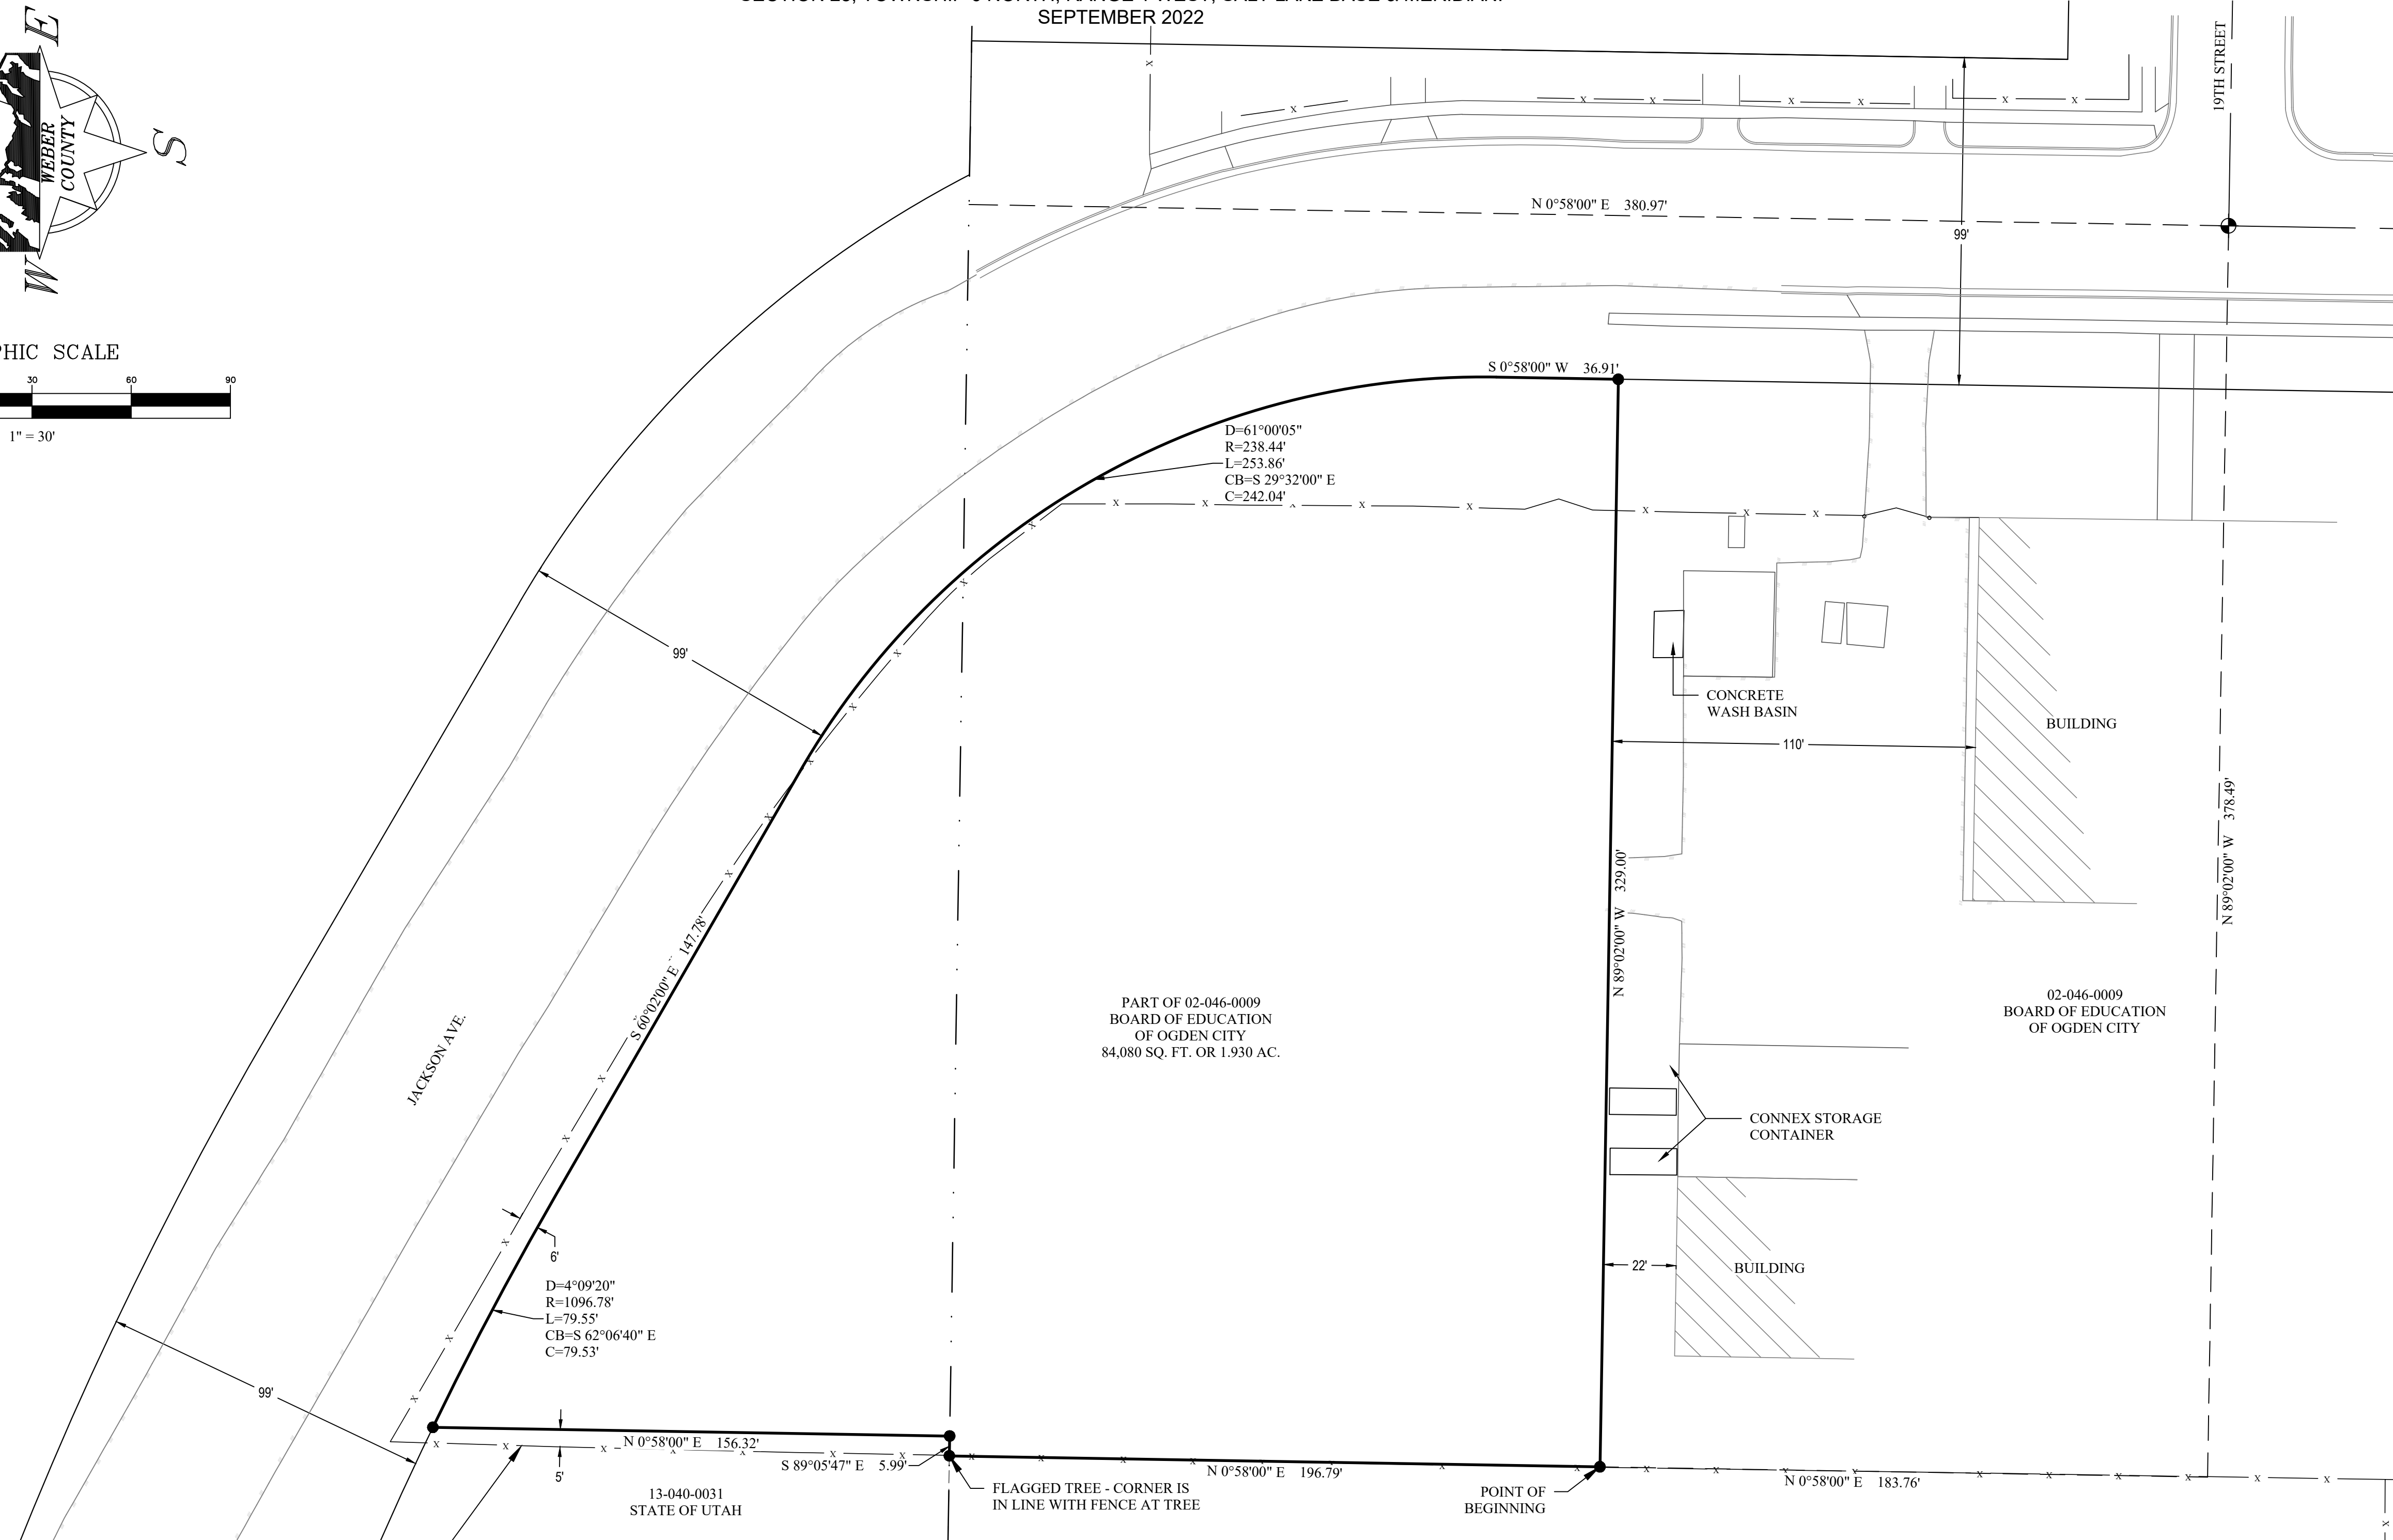 SEPTEMBER 2022
E
S
W
WEBER
COUNTY
PHIC SCALE
30
60
90
1" = 30'
19TH STREET
N 0°58'00" E 380.97'
99'
S 0°58'00" W 36.91'
D=61°00'05"
R=238.44'
L=253.86'
CB=S 29°32'00" E
C=242.04'
99'
CONCRETE
WASH BASIN
BUILDING
110'
N 89°02'00" W 378.49'
N 89°02'00" W 329.00'
S 60°02'00" E 147.78'
PART OF 02-046-0009
BOARD OF EDUCATION
OF OGDEN CITY
84,080 SQ. FT. OR 1.930 AC.
02-046-0009
BOARD OF EDUCATION
OF OGDEN CITY
JACKSON AVE.
CONNEX STORAGE
CONTAINER
6'
22'
BUILDING
D=4°09'20"
R=1096.78'
L=79.55'
CB=S 62°06'40" E
C=79.53'
99'
N 0°58'00" E 156.32'
5'
S 89°05'47" E 5.99'
N 0°58'00" E 196.79'
N 0°58'00" E 183.76'
FLAGGED TREE - CORNER IS
IN LINE WITH FENCE AT TREE
POINT OF
BEGINNING
13-040-0031
STATE OF UTAH